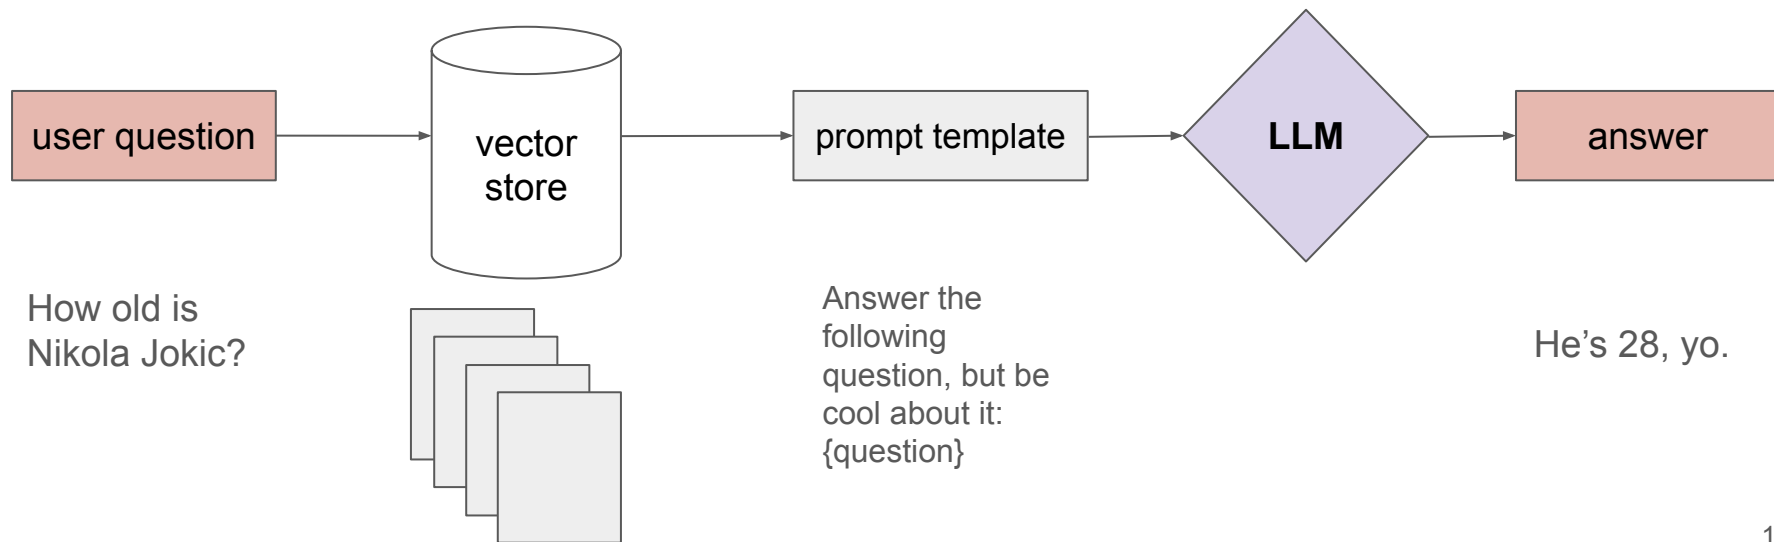 user question
vector
store
prompt template
LLM
answer
How old is
Nikola Jokic?
Answer the
following
question, but be
cool about it:
{question}
He’s 28, yo.
1